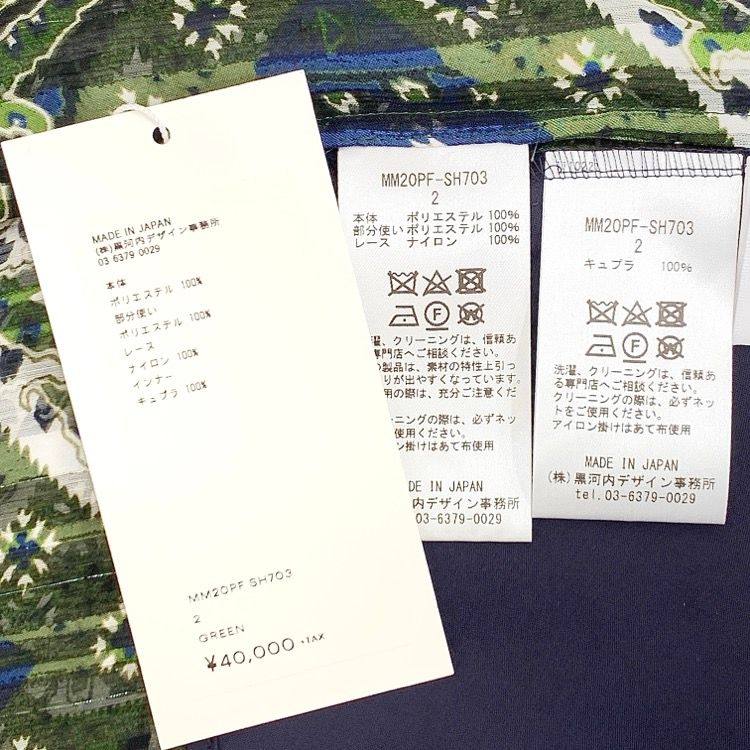 MADE IN JAPAN
(株)黒河内デザイン事務所
03 6379 0029
本体
ポリエステル 100%
部分使い
ポリエステル 100%
レース
ナイロン 100%
インナー
キュプラ 100%
MM20PF SH703
2
GREEN
¥40,000 +TAX
MM20PF-SH703
2
本体 ポリエステル 100%
部分使い ポリエステル 100%
レース ナイロン 100%
F
濯、クリーニングは、信頼あ
専門店へご相談ください。
製品は、素材の特性上引っ
りが出やすくなっています。
用の際は、充分ご注意くだ
ーニングの際は、必ずネッ
使用ください。
ロン掛けはあて布使用
DE IN JAPAN
内デザイン事務所
03-6379-0029
MM20PF-SH703
2
キュプラ 100%
F
洗濯、クリーニングは、信頼あ
る専門店へご相談ください。
クリーニングの際は、必ずネッ
トをご使用ください。
アイロン掛けはあて布使用
MADE IN JAPAN
(株)黒河内デザイン事務所
tel.03-6379-0029